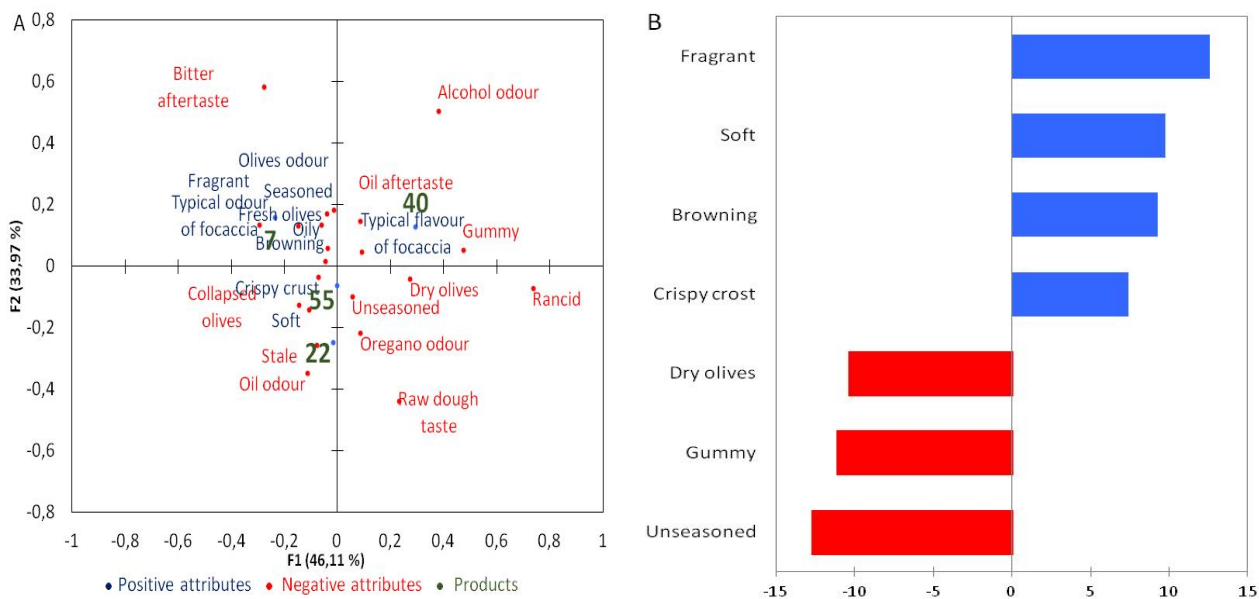 A
0,8
0,6
0,4
0,2
0
-0,2
-0,4
-0,6
-0,8
F2 (33,97 %)
Bitter
aftertaste
Alcohol odour
Olives odour
Fragrant
Seasoned
Oil aftertaste
Typical odour
of focaccia
Fresh olives
Oily
Browning
7
40
Typical flavour
of focaccia
Gummy
Collapsed
olives
Crispy crust
55
Soft
Dry olives
Unseasoned
Rancid
Stale
22
Oil odour
Oregano odour
Raw dough
taste
-1 -0,8 -0,6 -0,4 -0,2 0 0,2 0,4 0,6 0,8 1
F1 (46,11 %)
Positive attributes Negative attributes Products
B
Fragrant
Soft
Browning
Crispy crost
Dry olives
Gummy
Unseasoned
-15 -10 -5 0 5 10 15